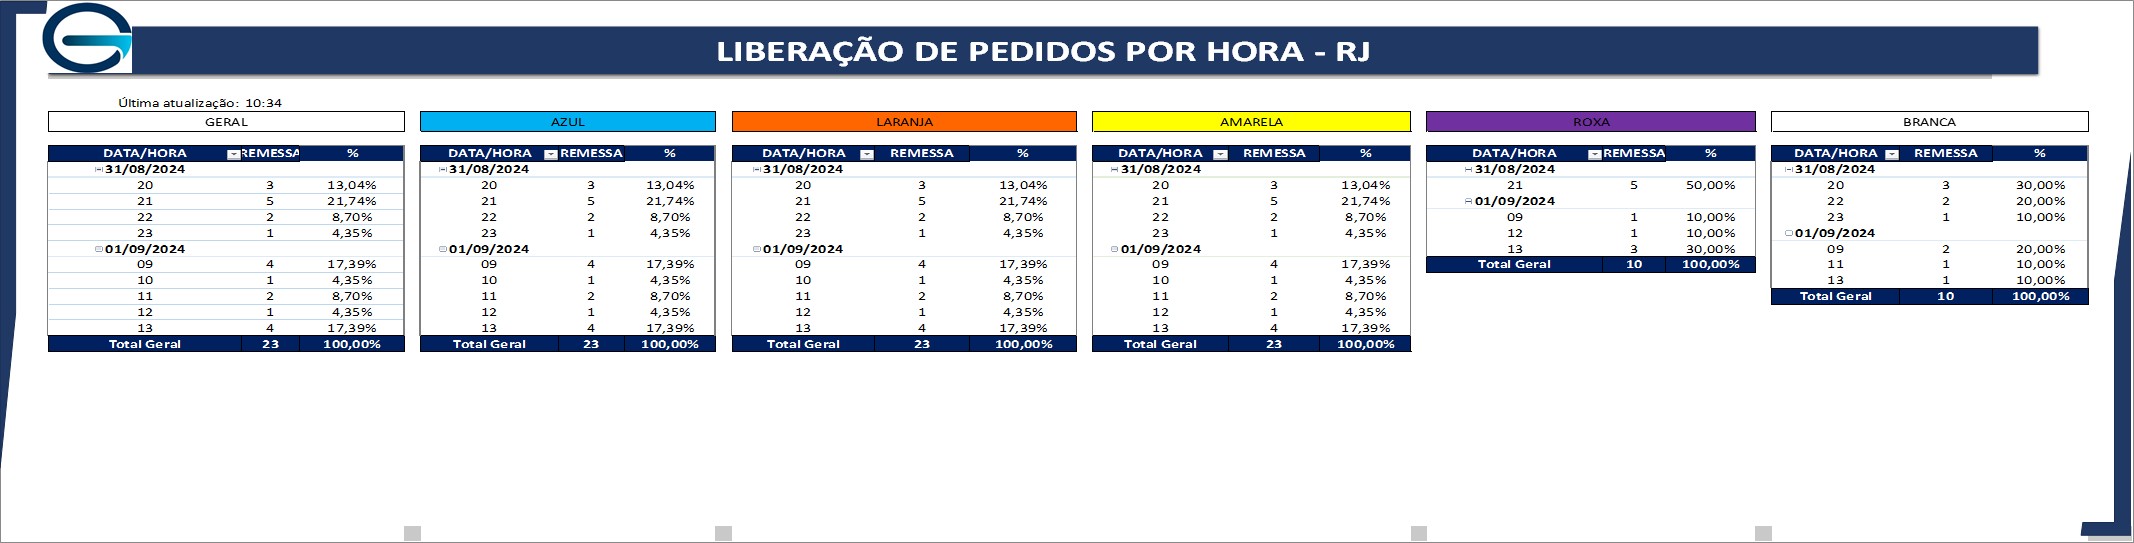 LIBERAÇÃO DE PEDIDOS POR HORA - RJ
Última atualização: 10:34
GERAL
DATA/HORA REMESSA %
31/08/2024
20 3 13,04%
21 5 21,74%
22 2 8,70%
23 1 4,35%
01/09/2024
09 4 17,39%
10 1 4,35%
11 2 8,70%
12 1 4,35%
13 4 17,39%
Total Geral 23 100,00%
AZUL
DATA/HORA REMESSA %
31/08/2024
20 3 13,04%
21 5 21,74%
22 2 8,70%
23 1 4,35%
01/09/2024
09 4 17,39%
10 1 4,35%
11 2 8,70%
12 1 4,35%
13 4 17,39%
Total Geral 23 100,00%
LARANJA
DATA/HORA REMESSA %
31/08/2024
20 3 13,04%
21 5 21,74%
22 2 8,70%
23 1 4,35%
01/09/2024
09 4 17,39%
10 1 4,35%
11 2 8,70%
12 1 4,35%
13 4 17,39%
Total Geral 23 100,00%
AMARELA
DATA/HORA REMESSA %
31/08/2024
20 3 13,04%
21 5 21,74%
22 2 8,70%
23 1 4,35%
01/09/2024
09 4 17,39%
10 1 4,35%
11 2 8,70%
12 1 4,35%
13 4 17,39%
Total Geral 23 100,00%
ROXA
DATA/HORA REMESSA %
31/08/2024
21 5 50,00%
01/09/2024
09 1 10,00%
12 1 10,00%
13 3 30,00%
Total Geral 10 100,00%
BRANCA
DATA/HORA REMESSA %
31/08/2024
20 3 30,00%
22 2 20,00%
23 1 10,00%
01/09/2024
09 2 20,00%
11 1 10,00%
13 1 10,00%
Total Geral 10 100,00%